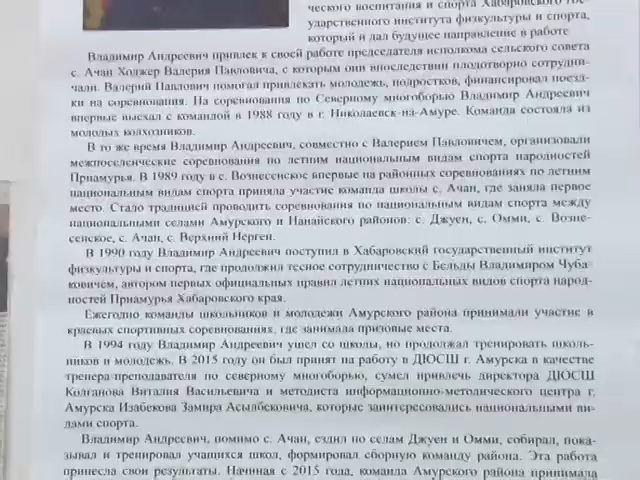 ческого воспитания и спорта Хабаровского гос-
ударственного института физкультуры и спорта,
который и дал будущее направление в работе
Владимир Андреевич привлек к своей работе председателя исполкома сельского совета
с. Ачан Ходжер Валерия Павловича, с которым они впоследствии плодотворно сотрудни-
чали. Валерий Павлович помогал привлекать молодежь, подростков, финансировал поезд-
ки на соревнования. На соревнования по Северному многоборью Владимир Андреевич
впервые выехал с командой в 1988 году в г. Николаевск-на-Амуре. Команда состояла из
молодых колхозников.
В то же время Владимир Андреевич, совместно с Валерием Павловичем, организовали
межпоселенческие соревнования по летним национальным видам спорта народностей
Приамурья. В 1989 году в с. Вознесенское впервые на районных соревнованиях по летним
национальным видам спорта приняла участие команда школы с. Ачан, где заняла первое
место. Стало традицией проводить соревнования по национальным видам спорта между
национальными селами Амурского и Нанайского районов: с. Джуен, с. Омми, с. Возне-
сенское, с. Ачан, с. Верхний Нерген.
В 1990 году Владимир Андреевич поступил в Хабаровский государственный институт
физкультуры и спорта, где продолжил тесное сотрудничество с Бельды Владимиром Чуба-
ковичем, автором первых официальных правил летних национальных видов спорта народ-
ностей Приамурья Хабаровского края.
Ежегодно команды школьников и молодежи Амурского района принимали участие в
краевых спортивных соревнованиях, где занимала призовые места.
В 1994 году Владимир Андреевич ушел со школы, но продолжал тренировать школь-
ников и молодежь. В 2015 году он был принят на работу в ДЮСШ г. Амурска в качестве
тренера-преподавателя по северному многоборью, сумел привлечь директора ДЮСШ
Колганова Виталия Васильевича и методиста информационно-методического центра г.
Амурска Изабекова Замира Асылбековича, которые заинтересовались национальными ви-
дами спорта.
Владимир Андреевич, помимо с. Ачан, ездил по селам Джуен и Омми, собирал, пока-
зывал и тренировал учащихся школ, формировал сборную команду района. Эта работа
принесла свои результаты. Начиная с 2015 года, команда Амурского района принимала